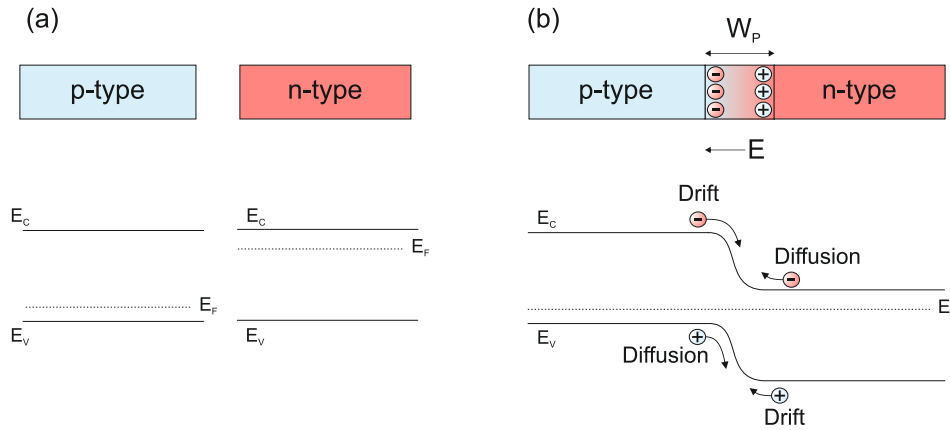 (a)
p-type
n-type
E_C
E_F
E_V
E_C
E_F
E_V
(b)
W_P
p-type
n-type
E
Drift
E_C
Diffusion
E
E_V
Diffusion
Drift